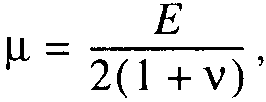 μ = E / 2(1 + ν) ,